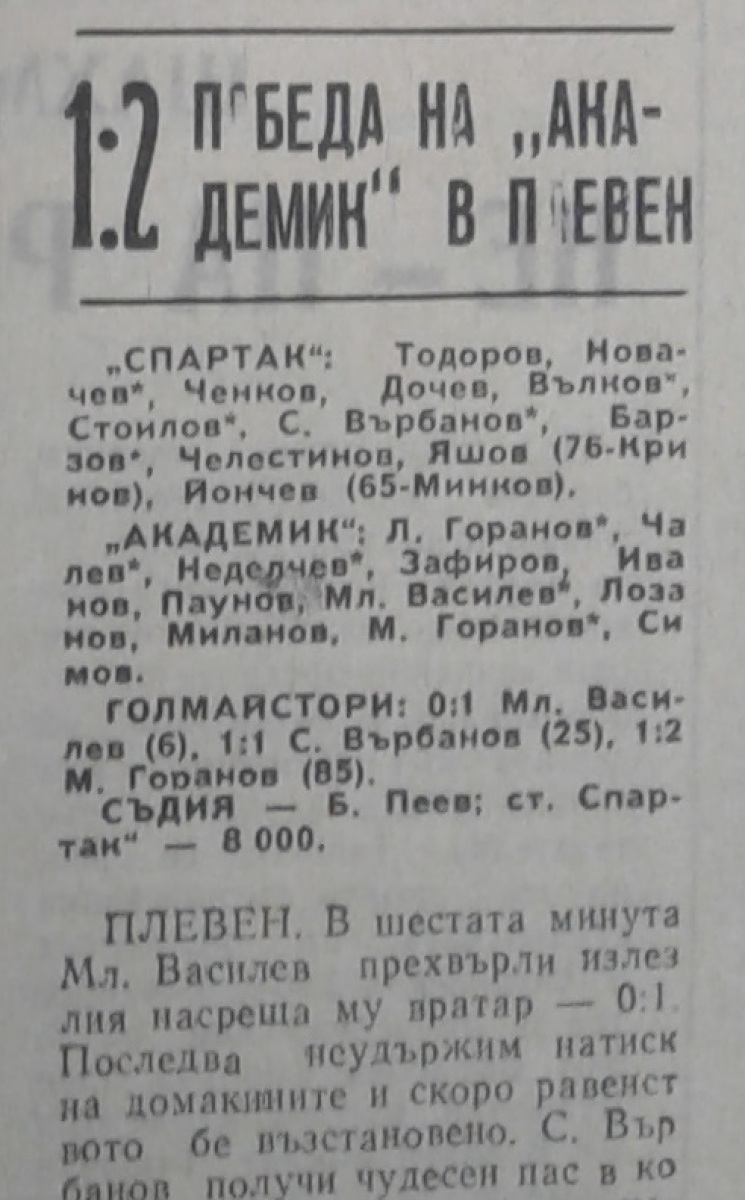 1:2 ПОБЕДА НА „АКА-
ДЕМИК“ В ПЛЕВЕН
„СПАРТАК“: Тодоров, Нова-
чев*, Ченков, Дочев, Вълков*,
Стоилов*, С. Върбанов*, Бар-
зов*, Челестинов, Яшов (76-Кри
нов), Йончев (65-Минков).
„АКАДЕМИК“: Л. Горанов*, Ча
лев*, Неделчев*, Зафиров, Ива
нов, Паунов, Мл. Василев*, Лоза
нов, Миланов, М. Горанов*, Си
мов.
ГОЛМАЙСТОРИ: 0:1 Мл. Васи-
лев (6), 1:1 С. Върбанов (25), 1:2
М. Горанов (85).
СЪДИЯ — Б. Пеев; ст. Спар-
так“ — 8 000.
ПЛЕВЕН. В шестата минута
Мл. Василев прехвърли излез
лия насреща му вратар — 0:1.
Последва неудържим натиск
на домакините и скоро равенст
вото бе възстановено. С. Вър
банов получи чудесен пас в ко